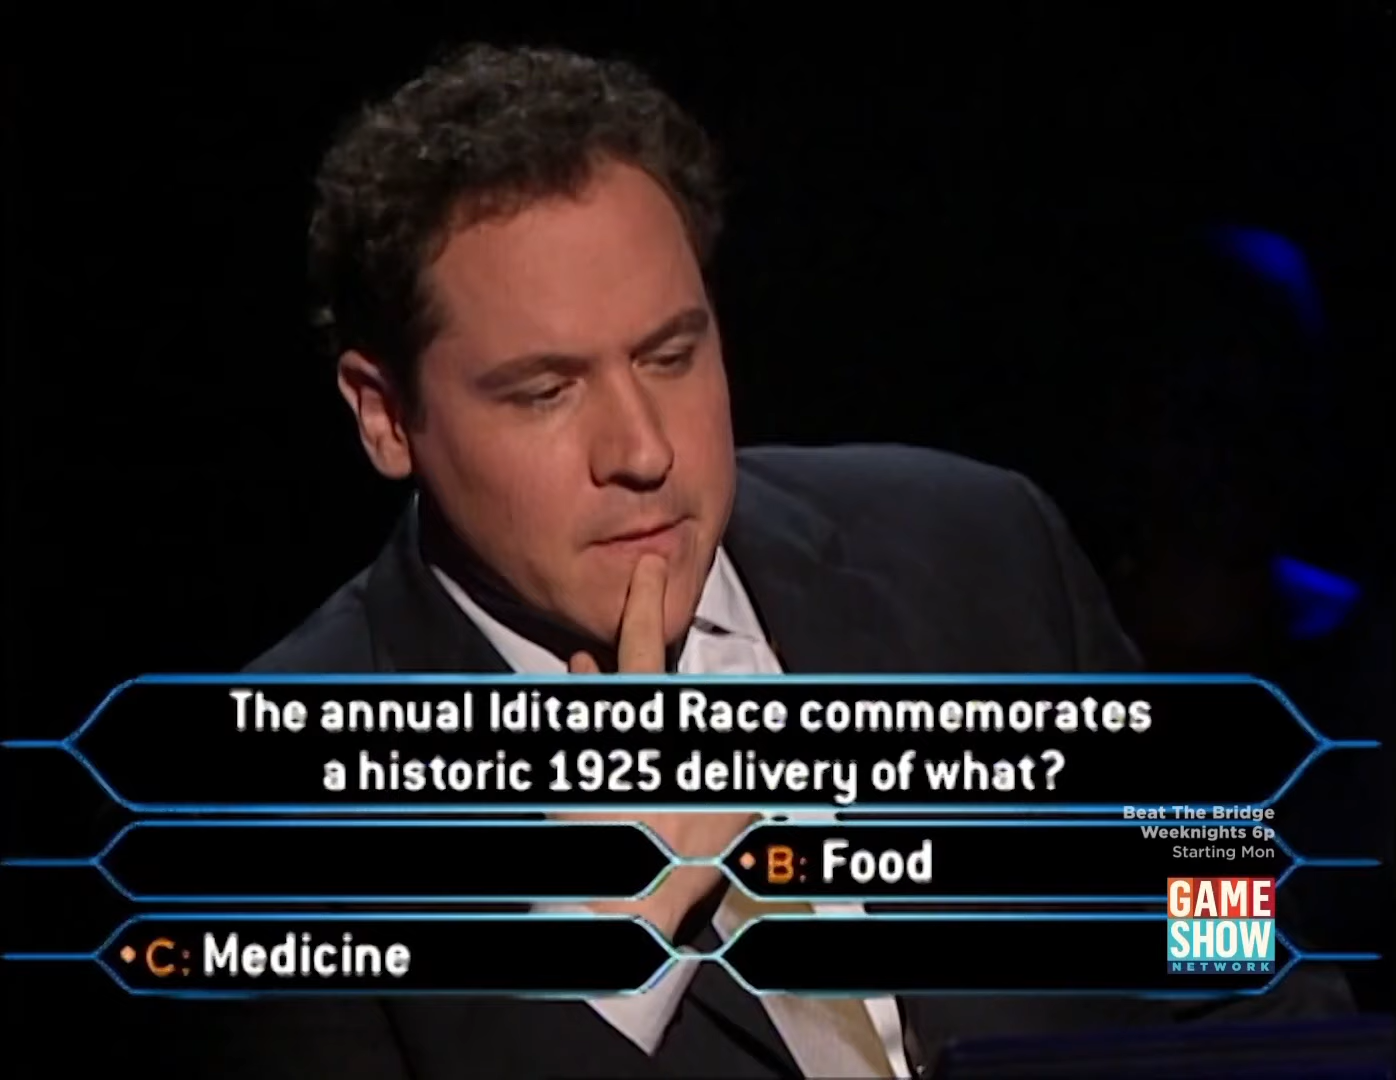 The annual Iditarod Race commemorates
a historic 1925 delivery of what?
Beat The Bridge
Weeknights 6p
Starting Mon
B: Food
C: Medicine
GAME
SHOW
NETWORK